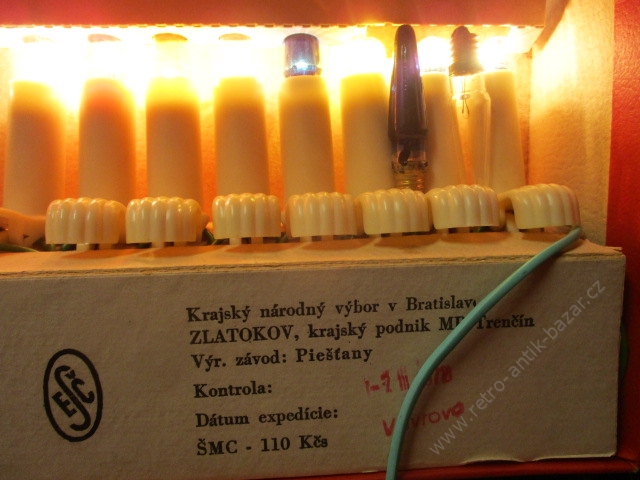 Krajský národný výbor v Bratislave
ZLATOKOV, krajský podnik MP Trenčín
Výr. závod: Piešťany
Kontrola:
Dátum expedície:
ŠMC - 110 Kčs
www.retro-antik-bazar.cz